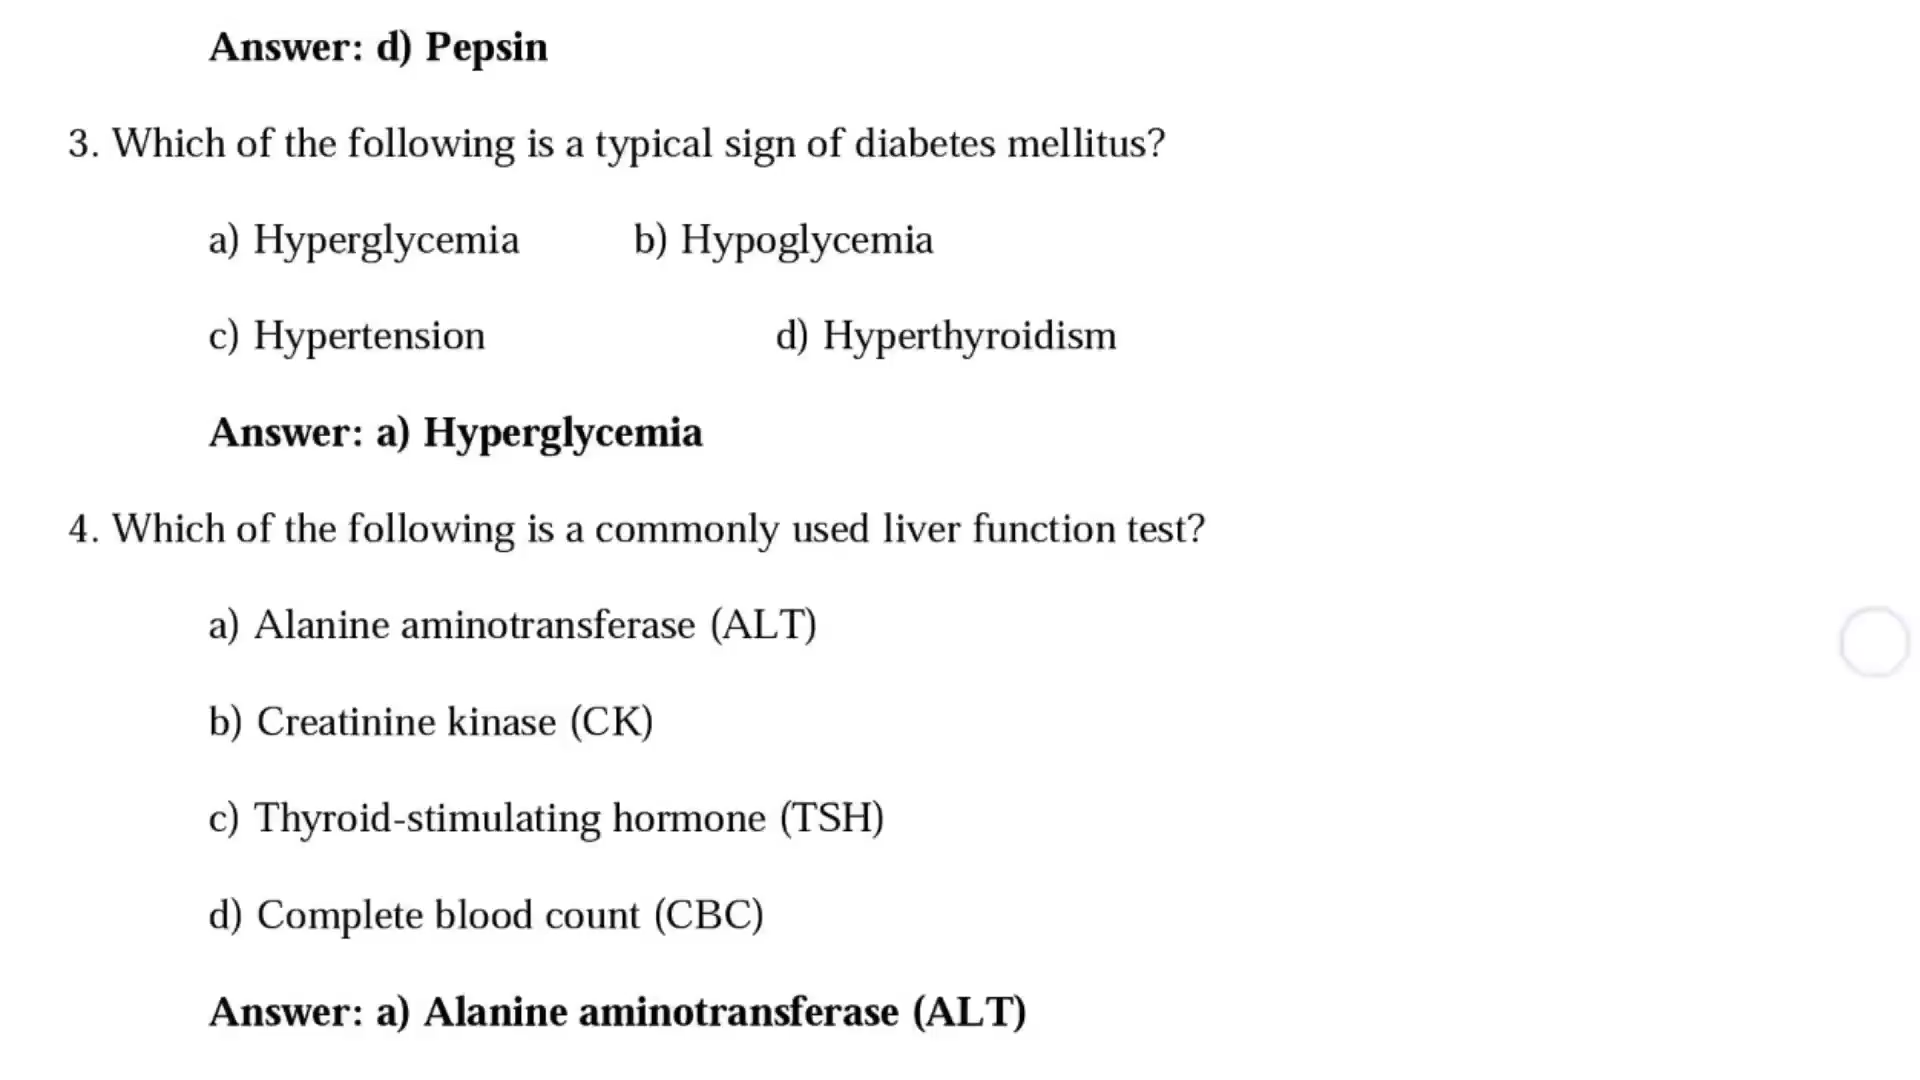 Answer: d) Pepsin
3. Which of the following is a typical sign of diabetes mellitus?
a) Hyperglycemia b) Hypoglycemia
c) Hypertension d) Hyperthyroidism
Answer: a) Hyperglycemia
4. Which of the following is a commonly used liver function test?
a) Alanine aminotransferase (ALT)
b) Creatinine kinase (CK)
c) Thyroid-stimulating hormone (TSH)
d) Complete blood count (CBC)
Answer: a) Alanine aminotransferase (ALT)